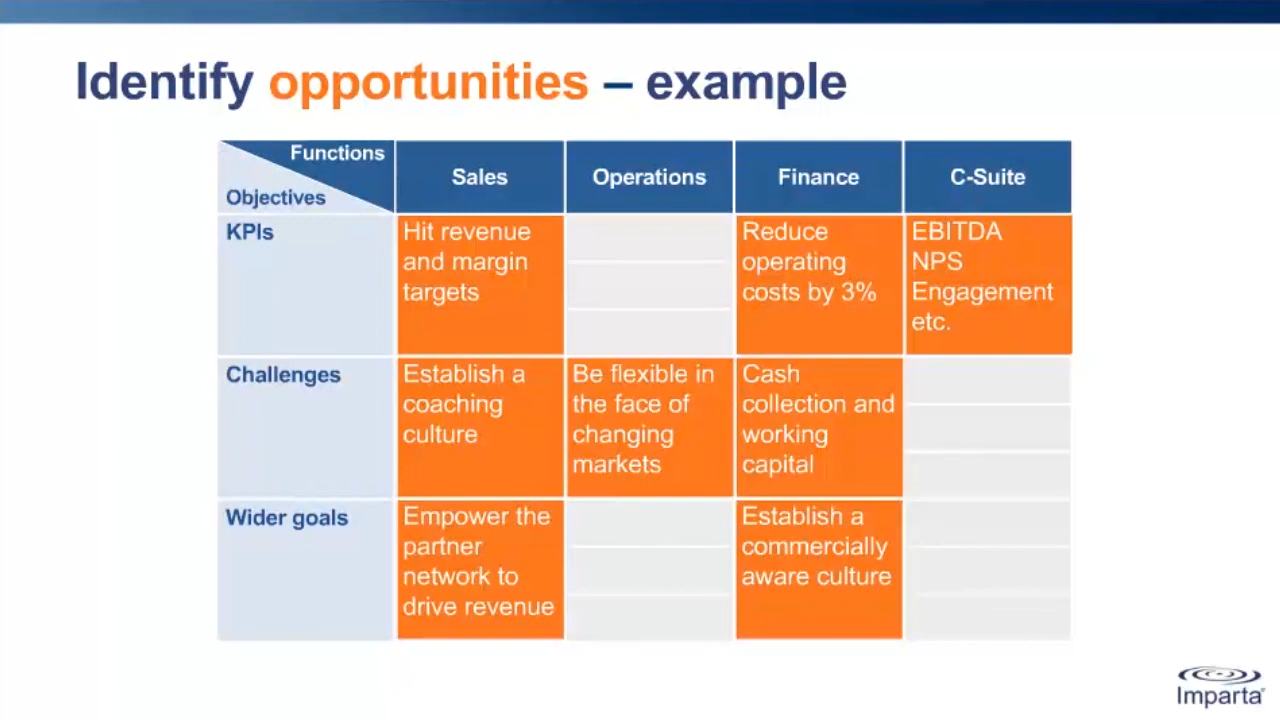 Identify opportunities – example
Functions
Objectives
Sales
Operations
Finance
C-Suite
KPIs
Hit revenue
and margin
targets
Reduce
operating
costs by 3%
EBITDA
NPS
Engagement
etc.
Challenges
Establish a
coaching
culture
Be flexible in
the face of
changing
markets
Cash
collection and
working
capital
Wider goals
Empower the
partner
network to
drive revenue
Establish a
commercially
aware culture
Imparta